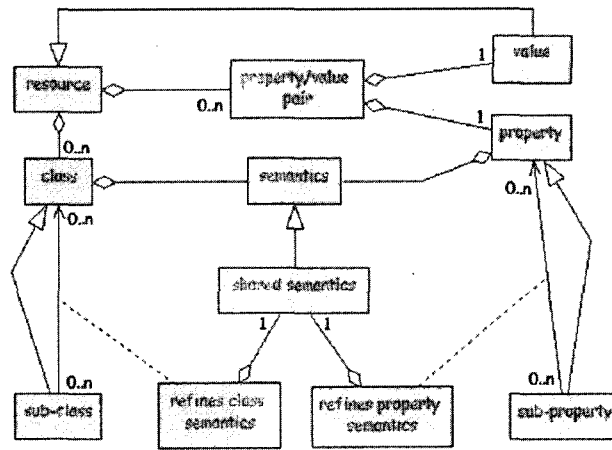 1
value
resource
property/value
pair
0..n
1
property
0..n
class
semantics
0..n
0..n
shared semantics
1
1
0..n
0..n
sub-class
refines class
semantics
refines property
semantics
sub-property